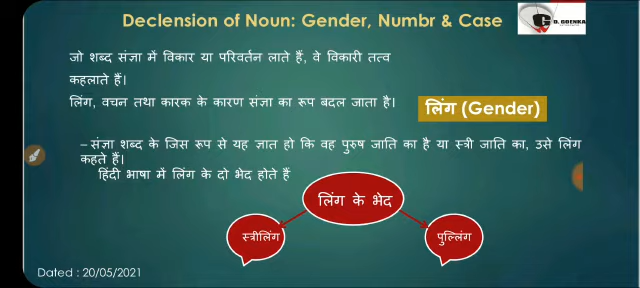 Declension of Noun: Gender, Numbr & Case
G. D. GOENKA
जो शब्द संज्ञा में विकार या परिवर्तन लाते हैं, वे विकारी तत्व
कहलाते हैं।
लिंग, वचन तथा कारक के कारण संज्ञा का रूप बदल जाता है।
लिंग (Gender)
– संज्ञा शब्द के जिस रूप से यह ज्ञात हो कि वह पुरुष जाति का है या स्त्री जाति का, उसे लिंग
कहते हैं।
हिंदी भाषा में लिंग के दो भेद होते हैं
लिंग के भेद
स्त्रीलिंग
पुल्लिंग
Dated : 20/05/2021